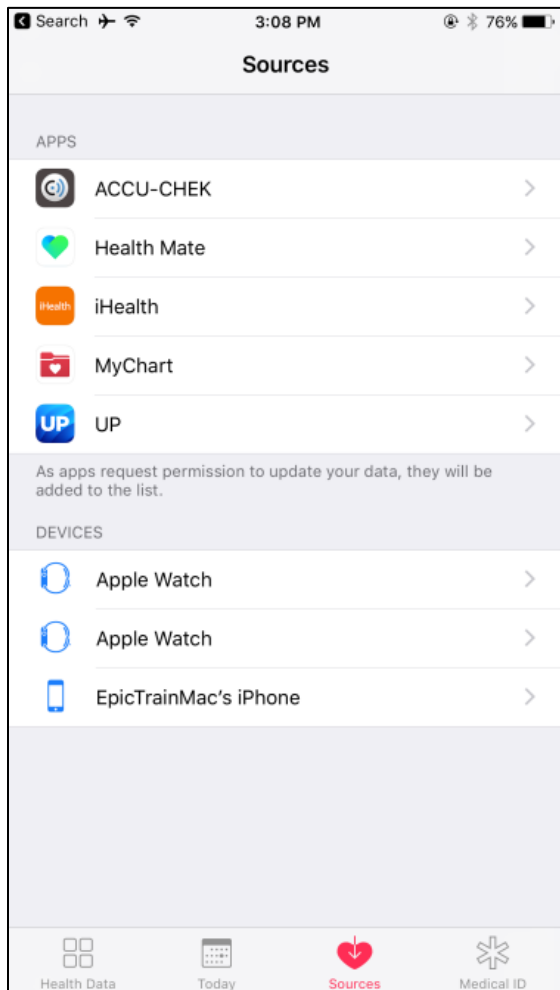 Search 3:08 PM 76%
Sources
APPS
ACCU-CHEK
Health Mate
iHealth iHealth
MyChart
UP UP
As apps request permission to update your data, they will be
added to the list.
DEVICES
Apple Watch
Apple Watch
EpicTrainMac's iPhone
Health Data Today Sources Medical ID